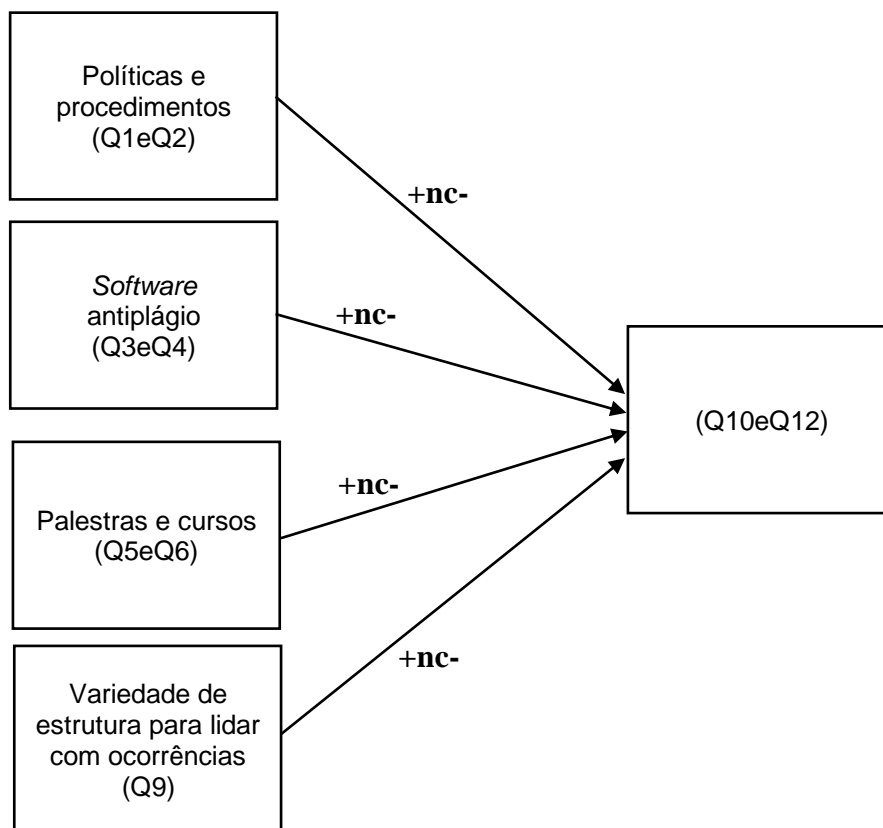 Políticas e
procedimentos
(Q1eQ2)
+nc-
Software
antiplágio
(Q3eQ4)
+nc-
(Q10eQ12)
Palestras e cursos
(Q5eQ6)
+nc-
Variedade de
estrutura para lidar
com ocorrências
(Q9)
+nc-